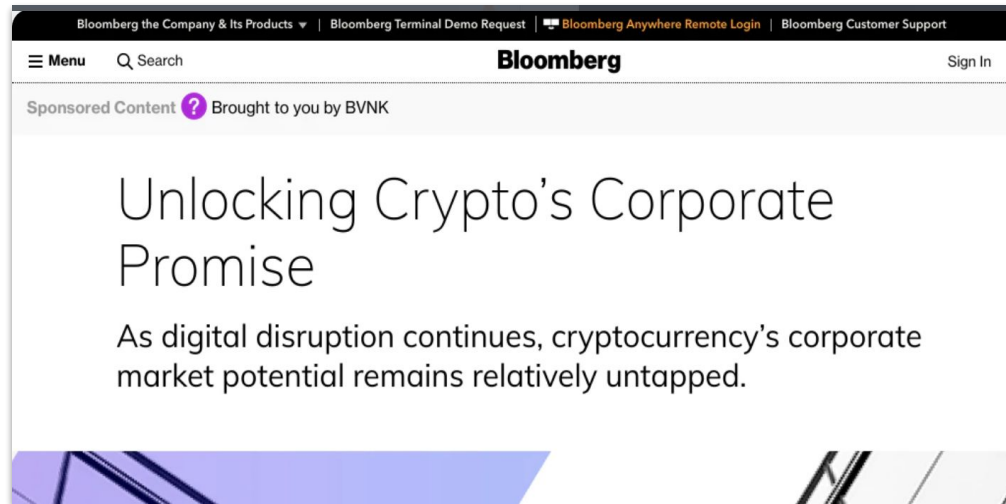 Bloomberg the Company & Its Products ▼ | Bloomberg Terminal Demo Request | Bloomberg Anywhere Remote Login | Bloomberg Customer Support
Menu Search Bloomberg Sign In
Sponsored Content ? Brought to you by BVNK
Unlocking Crypto’s Corporate
Promise
As digital disruption continues, cryptocurrency’s corporate
market potential remains relatively untapped.